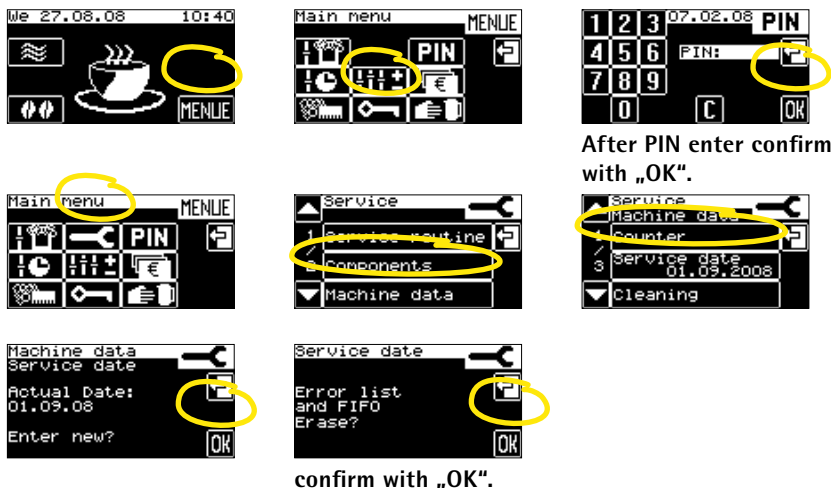 We 27.08.08 10:40
MENUE
Main menu MENUE
PIN
€
1 2 3 07.02.08 PIN
4 5 6 PIN:
7 8 9
0 C OK
After PIN enter confirm
with „OK“.
Main menu MENUE
PIN
€
Service
1 Service routine
/
2 Components
Machine data
Service
Machine data
1 Counter
/
3 Service date
01.09.2008
Cleaning
Machine data
Service date
Actual Date:
01.09.08
Enter new?
OK
Service date
Error list
and FIFO
Erase?
OK
confirm with „OK“.